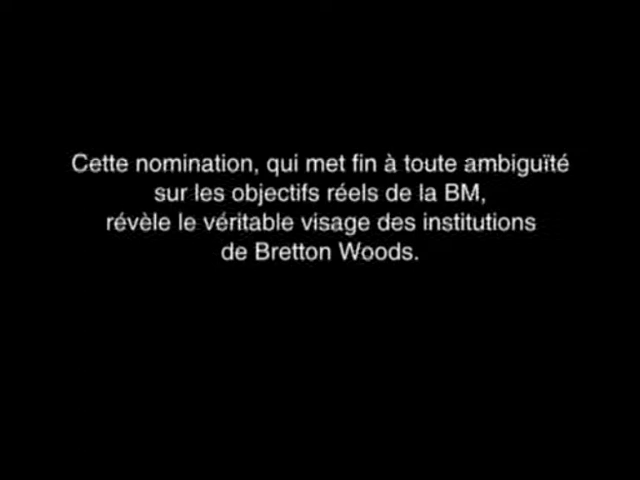 Cette nomination, qui met fin à toute ambiguïté
sur les objectifs réels de la BM,
révèle le véritable visage des institutions
de Bretton Woods.